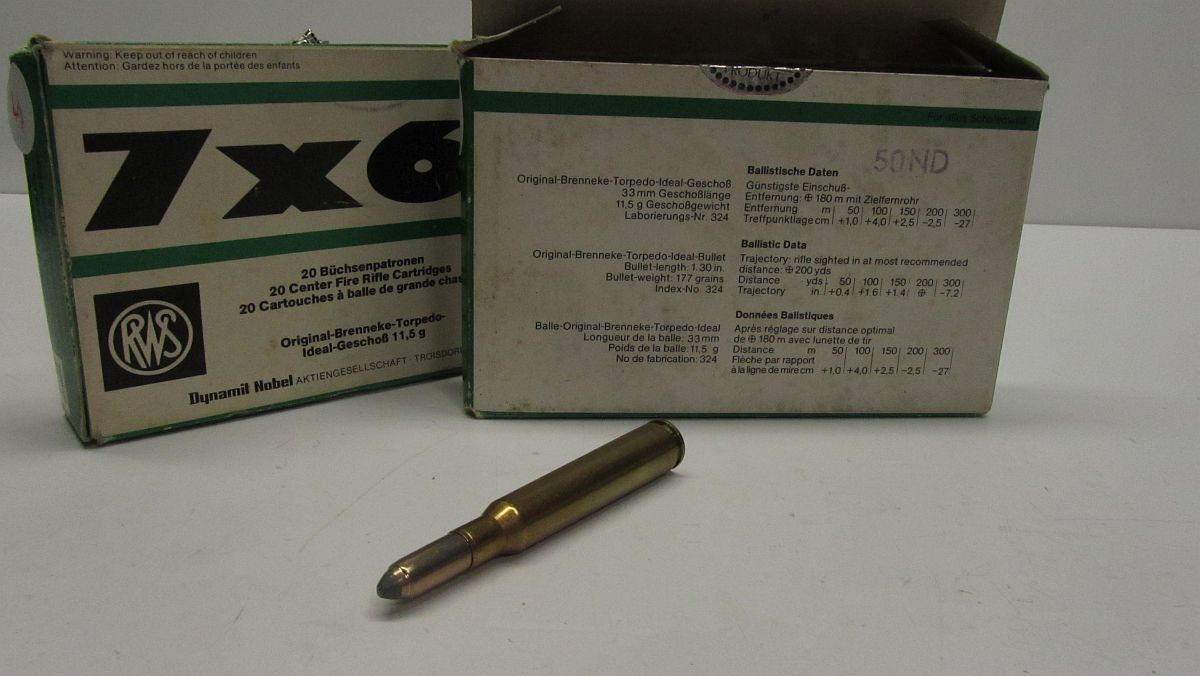 Warning: Keep out of reach of children
Attention: Gardez hors de la portée des enfants
7x6
20 Büchsenpatronen
20 Center Fire Rifle Cartridges
20 Cartouches à balle de grande chas
RWS
Original-Brenneke-Torpedo-
Ideal-Geschoß 11,5 g
Dynamit Nobel AKTIENGESELLSCHAFT · TROISDOR
PRODUKT
Für alles Schalenwild
50ND
Original-Brenneke-Torpedo-Ideal-Geschoß
33 mm Geschoßlänge
11,5 g Geschoßgewicht
Laborierungs-Nr. 324
Ballistische Daten
Günstigste Einschuß-
Entfernung: ⊕ 180 m mit Zielfernrohr
Entfernung m 50 100 150 200 300
Treffpunktlage cm +1,0 +4,0 +2,5 -2,5 -27
Original-Brenneke-Torpedo-Ideal-Bullet
Bullet-length: 1.30 in.
Bullet-weight: 177 grains
Index-No. 324
Ballistic Data
Trajectory: rifle sighted in at most recommended
distance: ⊕ 200 yds
Distance yds. 50 100 150 200 300
Trajectory in. +0.4 +1.6 +1.4 ⊕ -7.2
Balle-Original-Brenneke-Torpedo-Ideal
Longueur de la balle: 33 mm
Poids de la balle: 11,5 g
No de fabrication: 324
Données Balistiques
Après réglage sur distance optimal
de ⊕ 180 m avec lunette de tir
Distance m 50 100 150 200 300
Flèche par rapport
à la ligne de mire cm +1,0 +4,0 +2,5 -2,5 -27